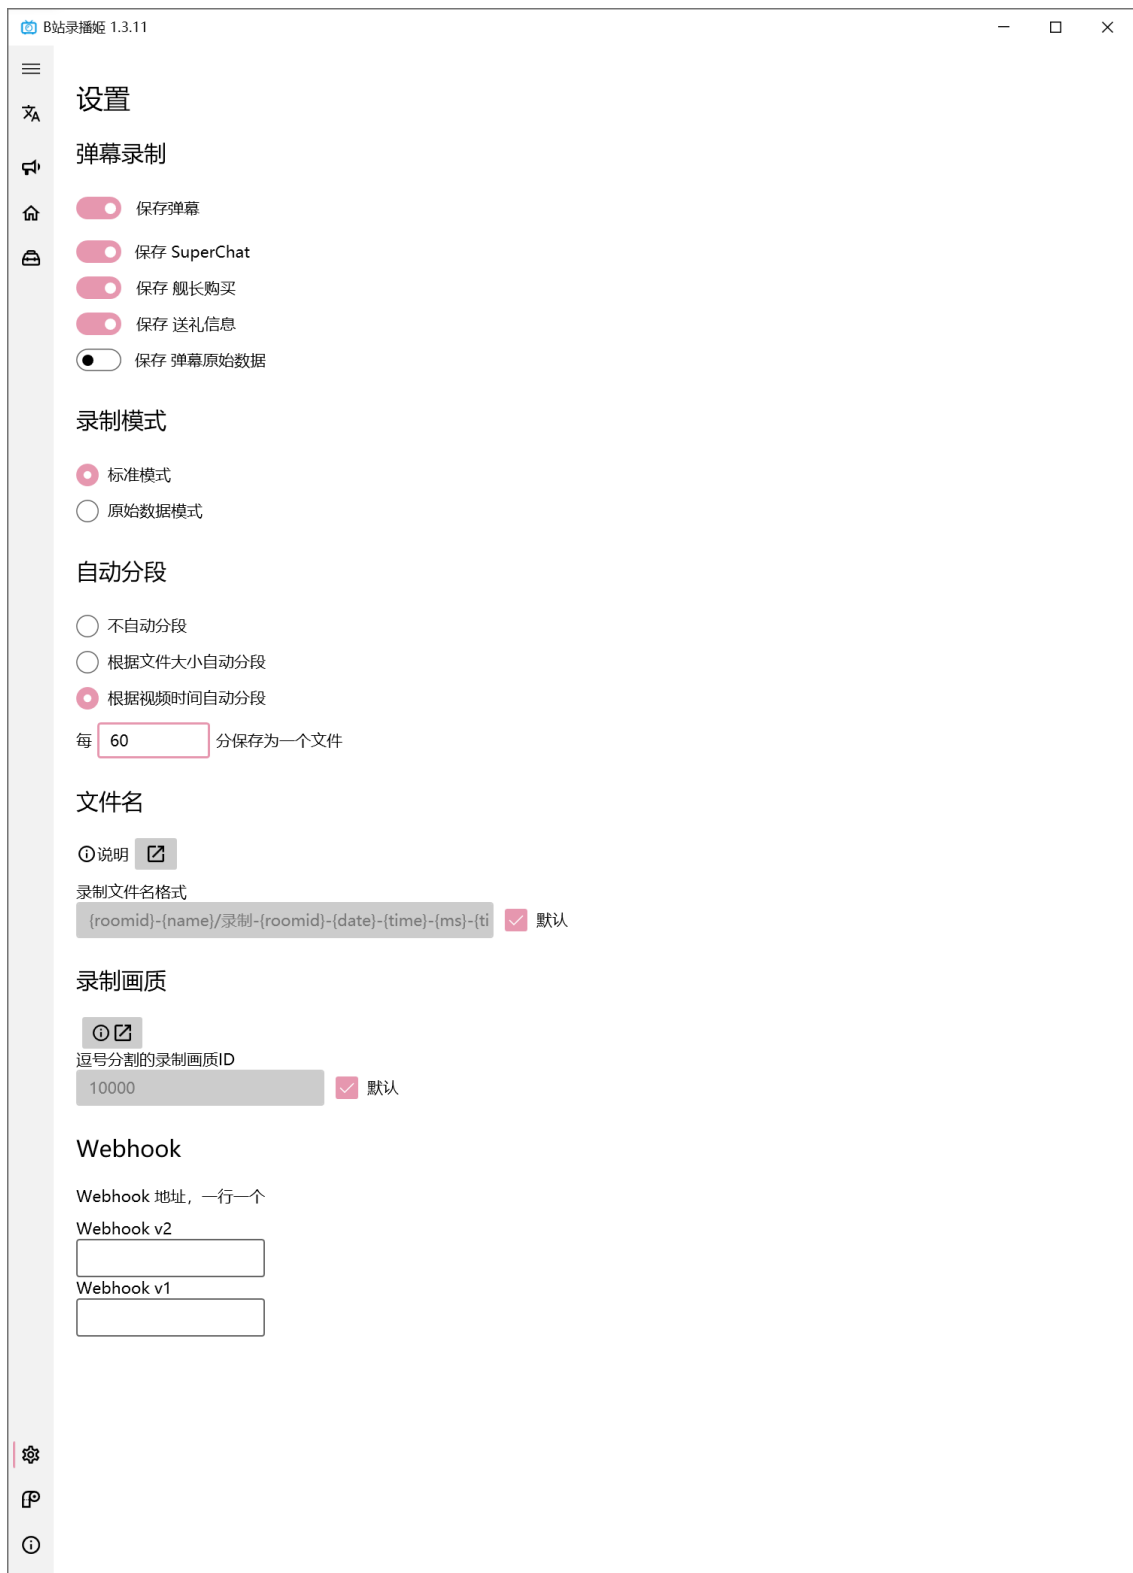 B站录播姬 1.3.11
设置
弹幕录制
保存弹幕
保存 SuperChat
保存 舰长购买
保存 送礼信息
保存 弹幕原始数据
录制模式
标准模式
原始数据模式
自动分段
不自动分段
根据文件大小自动分段
根据视频时间自动分段
每 60 分保存为一个文件
文件名
说明
录制文件名格式
{roomid}-{name}/录制-{roomid}-{date}-{time}-{ms}-{ti 默认
录制画质
逗号分割的录制画质ID
10000 默认
Webhook
Webhook 地址，一行一个
Webhook v2
Webhook v1